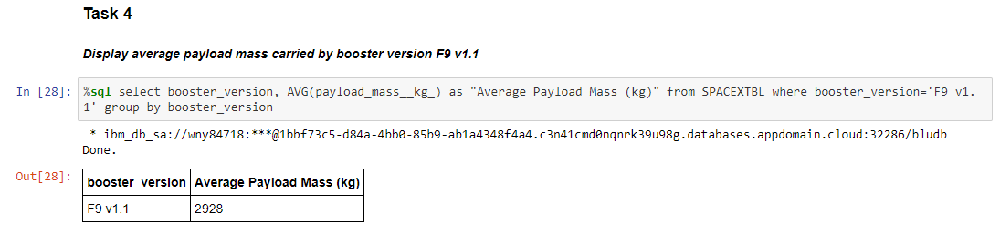 Task 4
Display average payload mass carried by booster version F9 v1.1
In [28]: %sql select booster_version, AVG(payload_mass__kg_) as "Average Payload Mass (kg)" from SPACEXTBL where booster_version='F9 v1.
1' group by booster_version
* ibm_db_sa://wny84718:***@1bbf73c5-d84a-4bb0-85b9-ab1a4348f4a4.c3n41cmd0nqnrk39u98g.databases.appdomain.cloud:32286/bludb
Done.
Out[28]:
booster_version Average Payload Mass (kg)
F9 v1.1 2928